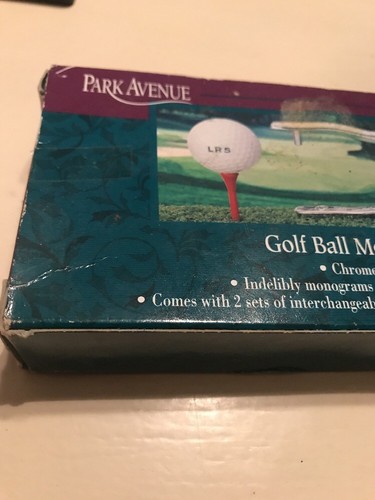 PARK AVENUE
LRS
Golf Ball Mo
• Chrome
• Indelibly monograms
• Comes with 2 sets of interchangeab